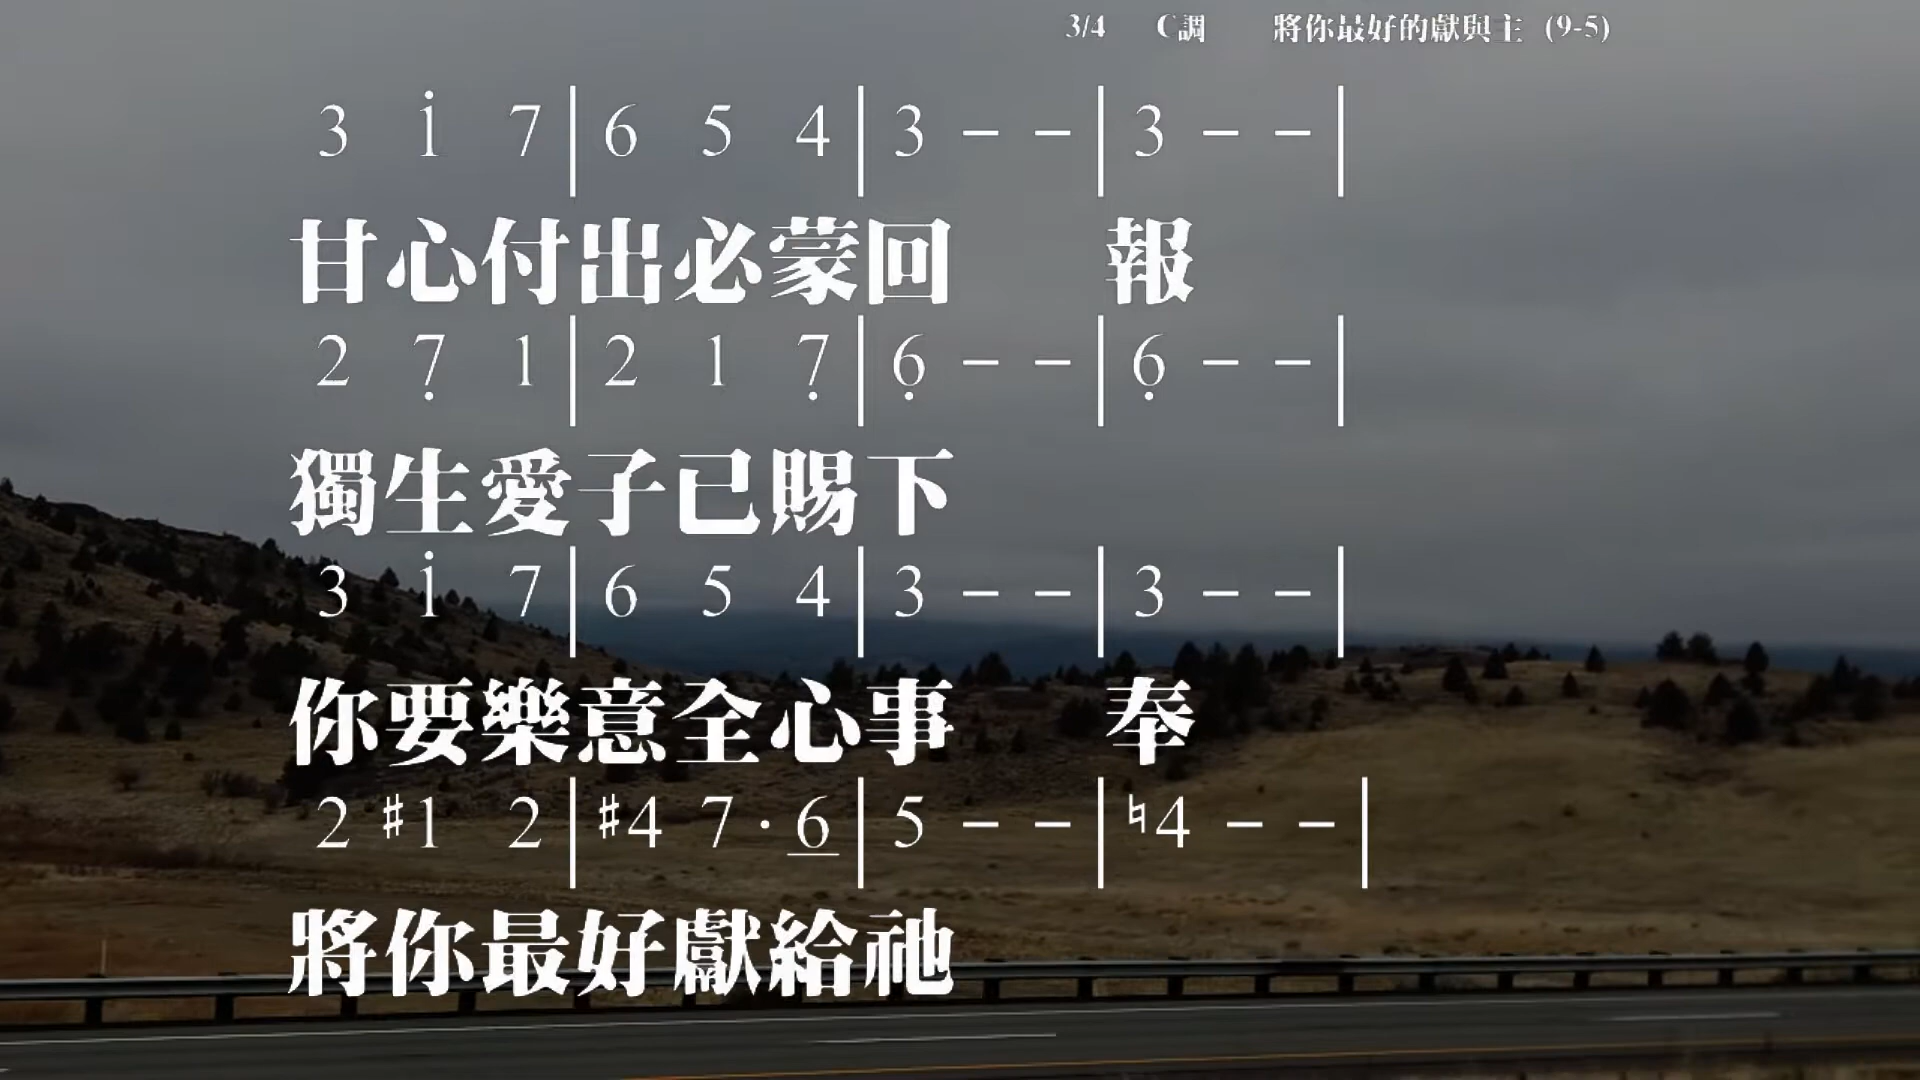 3/4 C調 將你最好的獻與主 (9-5)
3 i 7 | 6 5 4 | 3 – – | 3 – – |
甘心付出必蒙回 報
2 7̣ 1 | 2 1 7̣ | 6̣ – – | 6̣ – – |
獨生愛子已賜下
3 i 7 | 6 5 4 | 3 – – | 3 – – |
你要樂意全心事 奉
2 ♯1 2 | ♯4 7 · 6̲ | 5 – – | ♮4 – – |
將你最好獻給祂